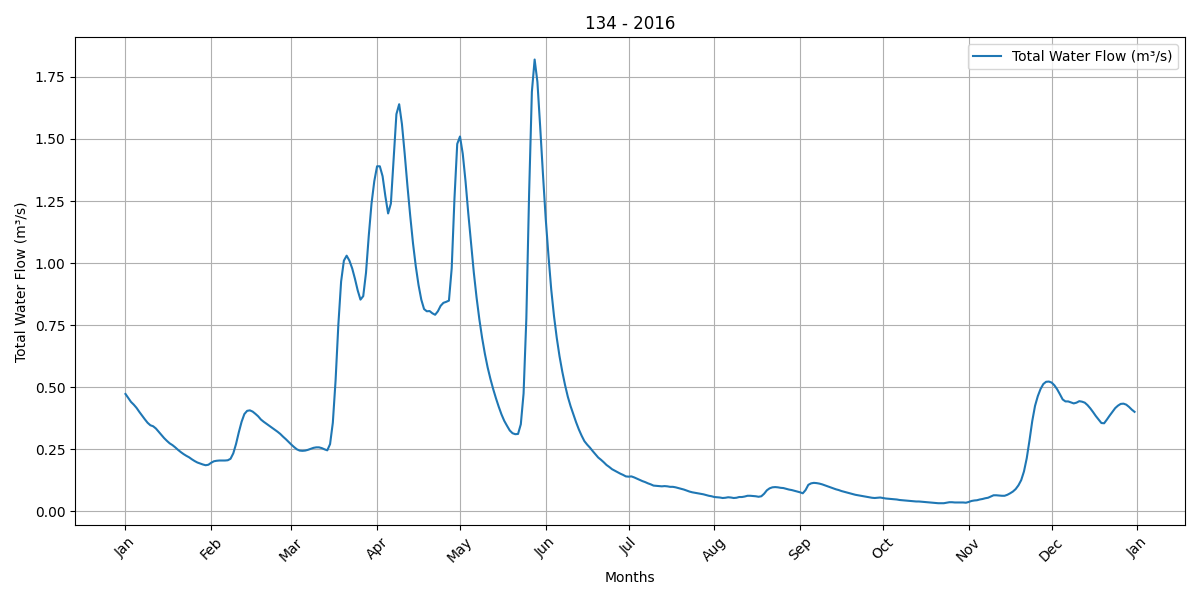 134 - 2016
Total Water Flow (m³/s)
Total Water Flow (m³/s)
1.75
1.50
1.25
1.00
0.75
0.50
0.25
0.00
Jan
Feb
Mar
Apr
May
Jun
Jul
Aug
Sep
Oct
Nov
Dec
Jan
Months